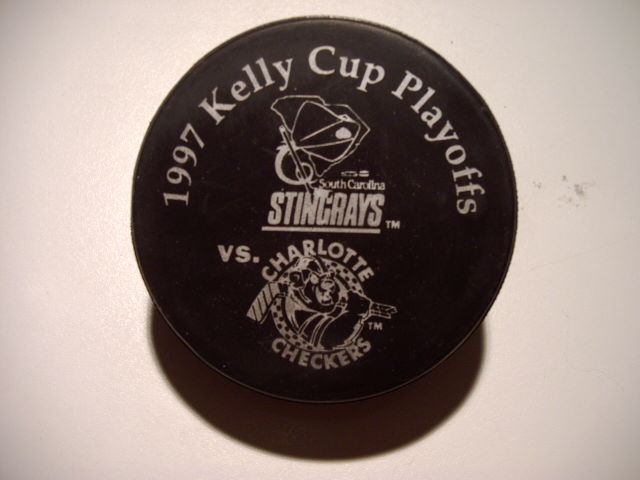 1997 Kelly Cup Playoffs
South Carolina
STINGRAYS TM
VS.
CHARLOTTE
TM
CHECKERS